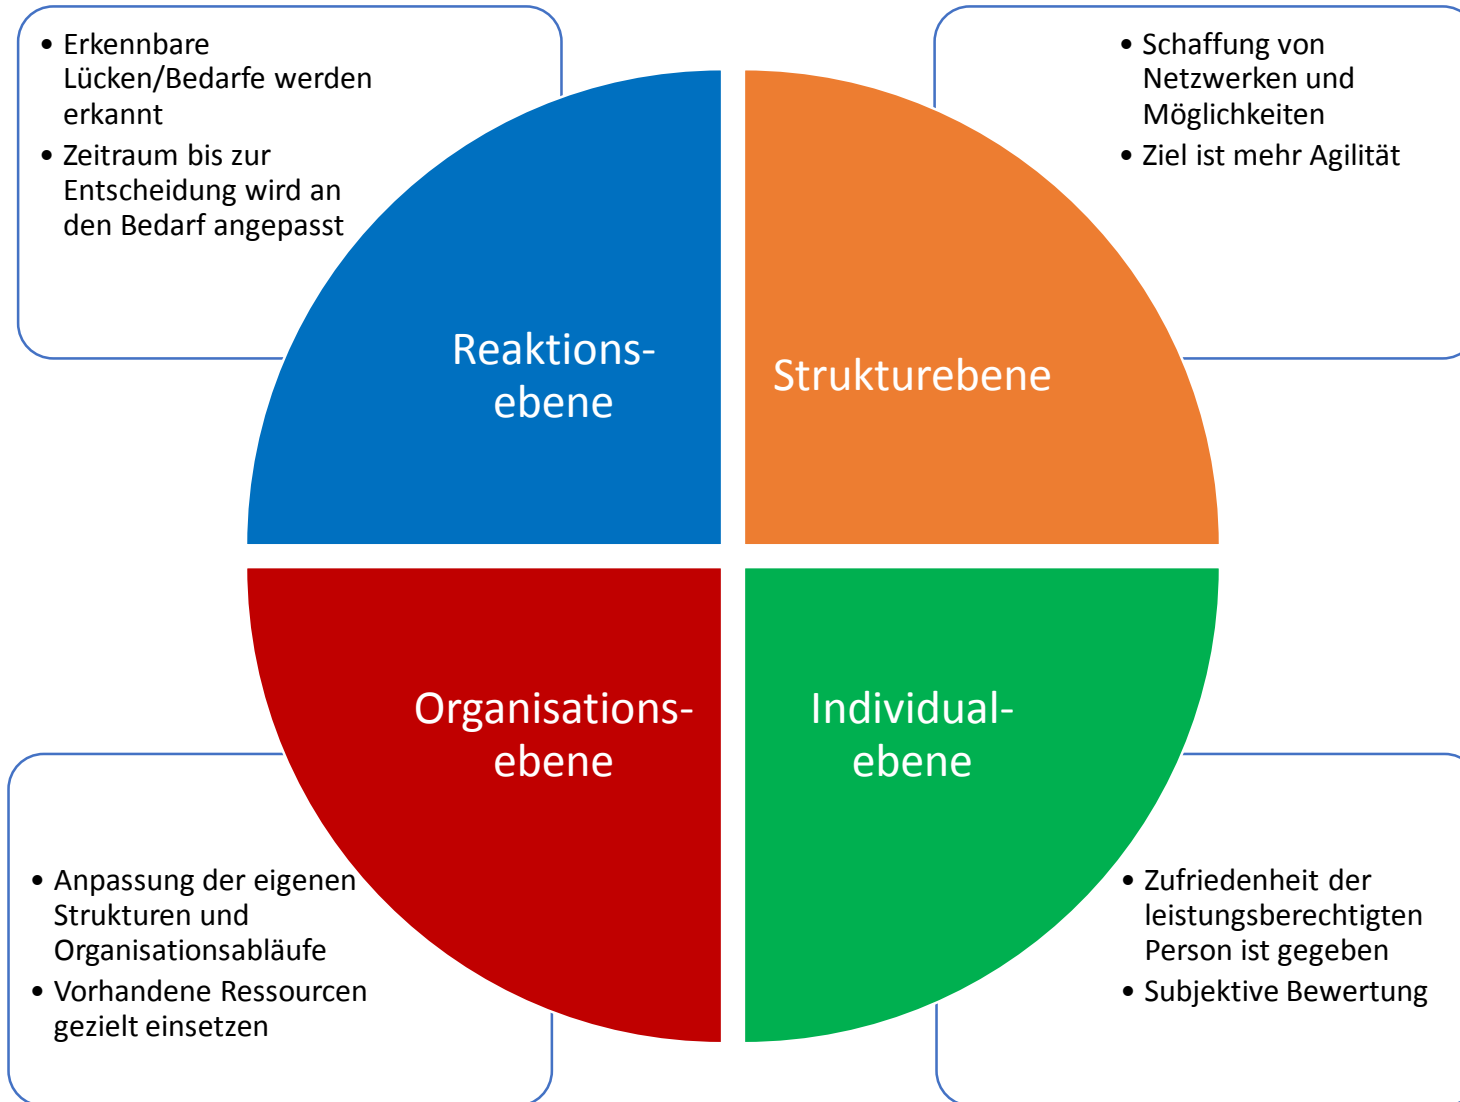 • Erkennbare
Lücken/Bedarfe werden
erkannt
• Zeitraum bis zur
Entscheidung wird an
den Bedarf angepasst
• Schaffung von
Netzwerken und
Möglichkeiten
• Ziel ist mehr Agilität
Reaktions-
ebene
Strukturebene
Organisations-
ebene
Individual-
ebene
• Anpassung der eigenen
Strukturen und
Organisationsabläufe
• Vorhandene Ressourcen
gezielt einsetzen
• Zufriedenheit der
leistungsberechtigten
Person ist gegeben
• Subjektive Bewertung